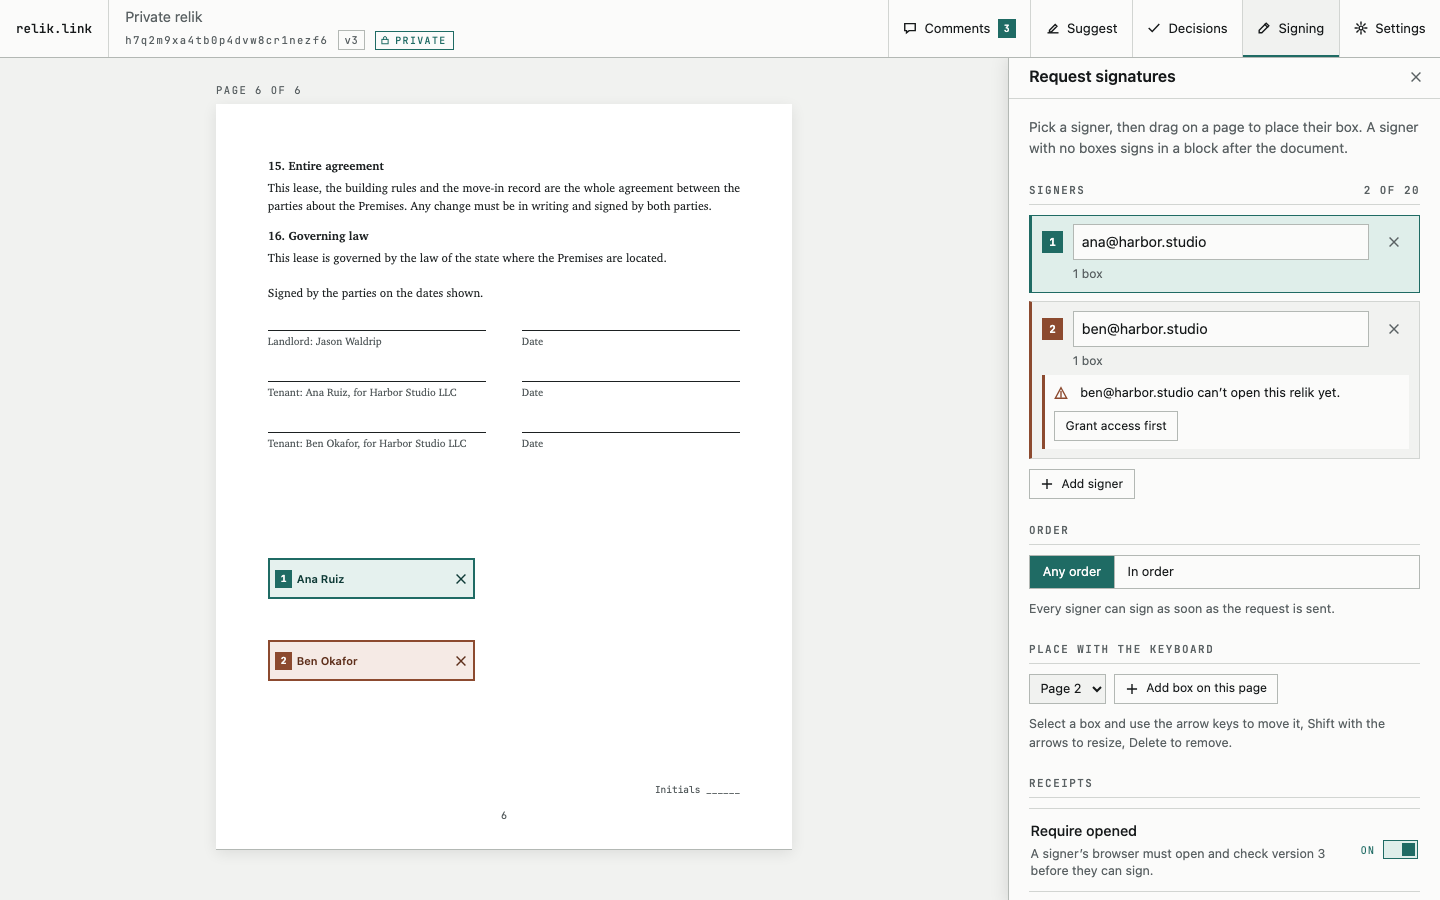 relik.link
Private relik
h7q2m9xa4tb0p4dvw8cr1nezf6 v3 PRIVATE
Comments 3
Suggest
Decisions
Signing
Settings
PAGE 6 OF 6
15. Entire agreement
This lease, the building rules and the move-in record are the whole agreement between the
parties about the Premises. Any change must be in writing and signed by both parties.
16. Governing law
This lease is governed by the law of the state where the Premises are located.
Signed by the parties on the dates shown.
Landlord: Jason Waldrip Date
Tenant: Ana Ruiz, for Harbor Studio LLC Date
Tenant: Ben Okafor, for Harbor Studio LLC Date
1 Ana Ruiz
2 Ben Okafor
Initials ______
6
Request signatures
Pick a signer, then drag on a page to place their box. A signer
with no boxes signs in a block after the document.
SIGNERS 2 OF 20
1 ana@harbor.studio
1 box
2 ben@harbor.studio
1 box
ben@harbor.studio can’t open this relik yet.
Grant access first
Add signer
ORDER
Any order In order
Every signer can sign as soon as the request is sent.
PLACE WITH THE KEYBOARD
Page 2 Add box on this page
Select a box and use the arrow keys to move it, Shift with the
arrows to resize, Delete to remove.
RECEIPTS
Require opened
A signer’s browser must open and check version 3
before they can sign.
ON